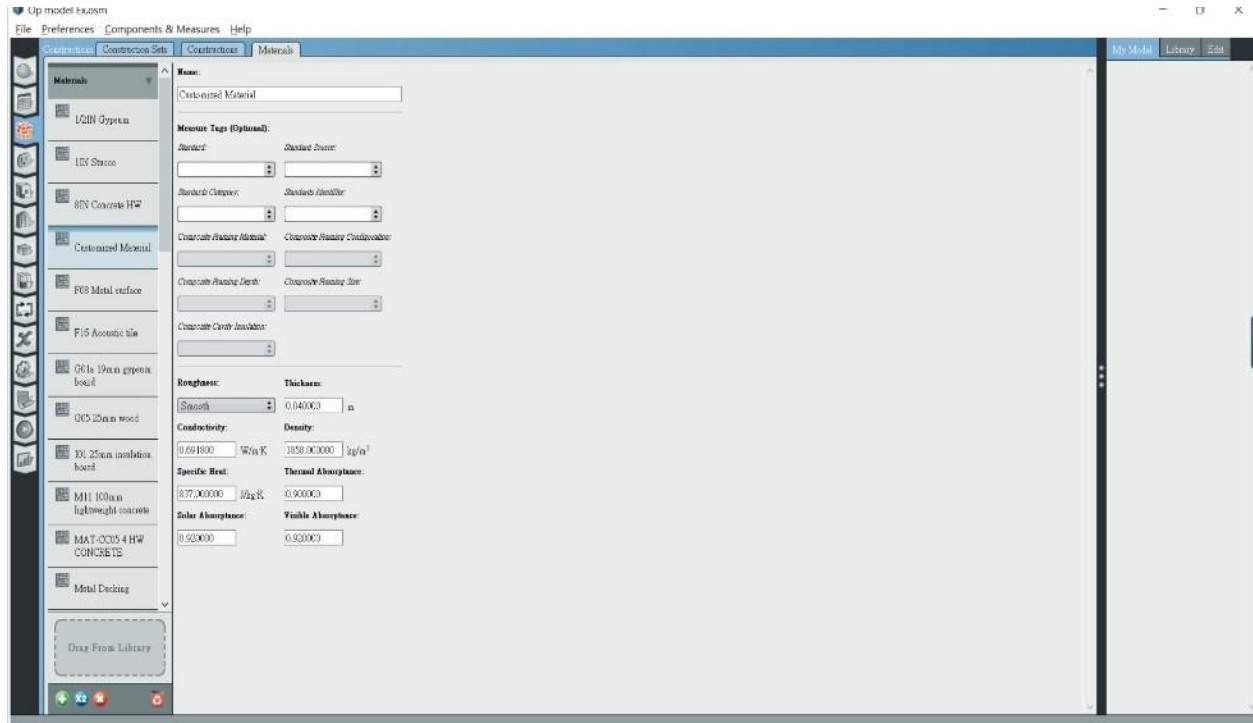 Op model Ex.osm
File Preferences Components & Measures Help
Constructions Construction Sets Constructions Materials My Model Library Edit
Materials
1/2IN Gypsum
1IN Stucco
8IN Concrete HW
Customized Material
F08 Metal surface
F16 Acoustic tile
G01a 19mm gypsum
board
G05 25mm wood
I01 25mm insulation
board
M11 100mm
lightweight concrete
MAT-CC05 4 HW
CONCRETE
Metal Decking
Drag From Library
Name:
Customized Material
Measure Tags (Optional):
Standard: Standard Source:
Standards Category: Standards Identifier:
Composite Framing Material: Composite Framing Configuration:
Composite Framing Depth: Composite Framing Size:
Composite Cavity Insulation:
Roughness: Thickness:
Smooth 0.040000 m
Conductivity: Density:
0.691800 W/m·K 1858.000000 kg/m³
Specific Heat: Thermal Absorptance:
837.000000 J/kg·K 0.900000
Solar Absorptance: Visible Absorptance:
0.920000 0.920000